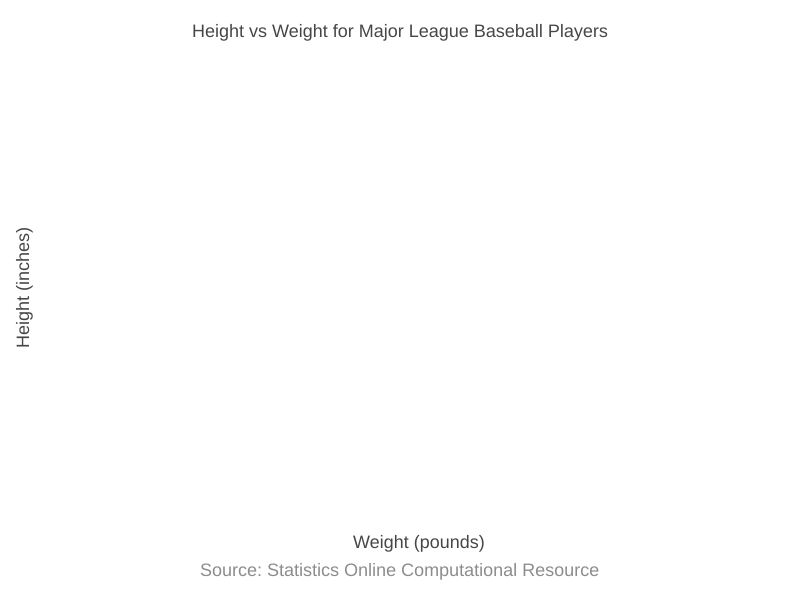 Height vs Weight for Major League Baseball Players
Height (inches)
Weight (pounds)
Source: Statistics Online Computational Resource